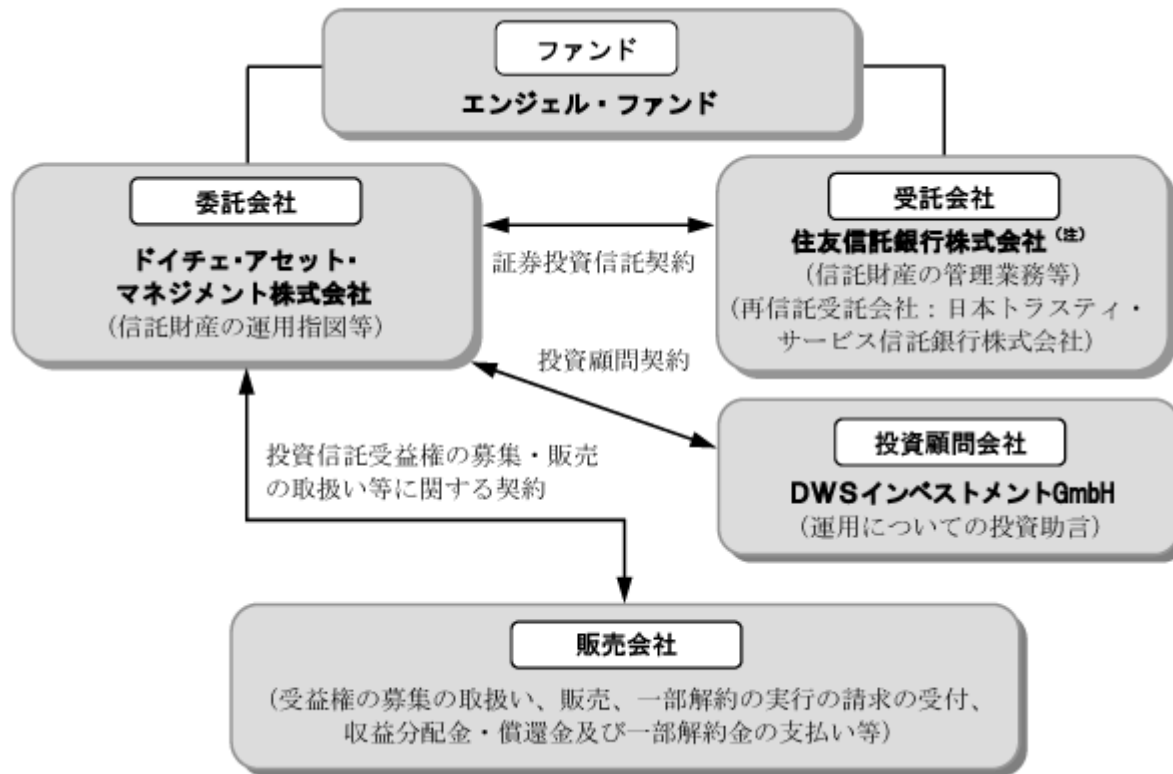 ファンド
エンジェル・ファンド
委託会社
ドイチェ・アセット・
マネジメント株式会社
(信託財産の運用指図等)
証券投資信託契約
受託会社
住友信託銀行株式会社(注)
(信託財産の管理業務等)
(再信託受託会社:日本トラスティ・
サービス信託銀行株式会社)
投資顧問契約
投資顧問会社
DWSインベストメントGmbH
(運用についての投資助言)
投資信託受益権の募集・販売
の取扱い等に関する契約
販売会社
(受益権の募集の取扱い、販売、一部解約の実行の請求の受付、
収益分配金・償還金及び一部解約金の支払い等)